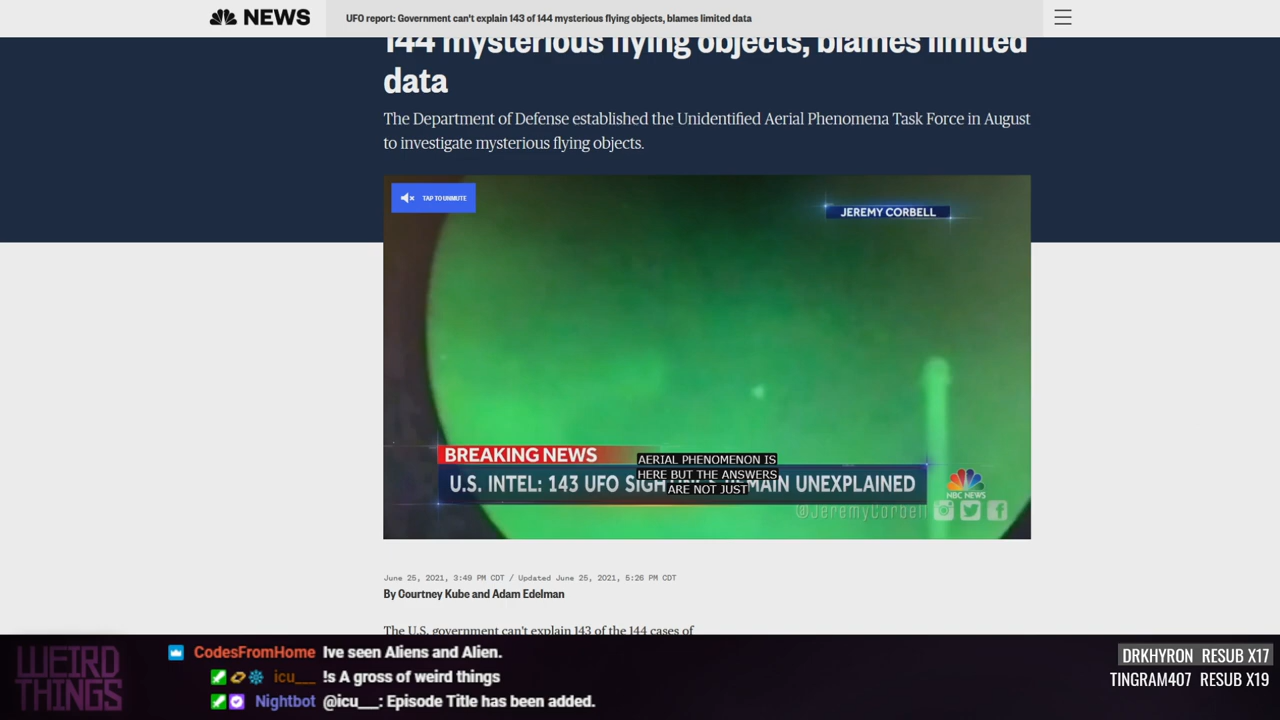 NEWS
UFO report: Government can't explain 143 of 144 mysterious flying objects, blames limited data
144 mysterious flying objects, blames limited
data
The Department of Defense established the Unidentified Aerial Phenomena Task Force in August
to investigate mysterious flying objects.
TAP TO UNMUTE
JEREMY CORBELL
BREAKING NEWS
AERIAL PHENOMENON IS
HERE BUT THE ANSWERS
ARE NOT JUST
U.S. INTEL: 143 UFO UNEXPLAINED
NBC NEWS
@JeremyCorbell
June 25, 2021, 3:49 PM CDT / Updated June 25, 2021, 5:26 PM CDT
By Courtney Kube and Adam Edelman
The U.S. government can't explain 143 of the 144 cases of
WEIRD
THINGS
CodesFromHome Ive seen Aliens and Alien.
icu___ !s A gross of weird things
Nightbot @icu___: Episode Title has been added.
DRKHYRON RESUB X17
TINGRAM407 RESUB X19